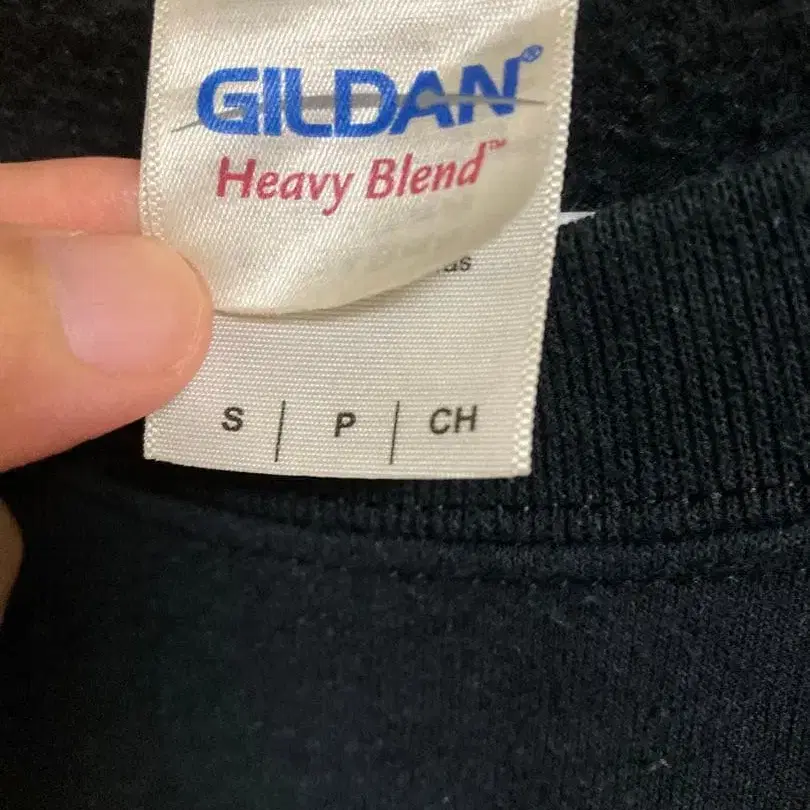 GILDAN®
Heavy Blend™
S | P | CH